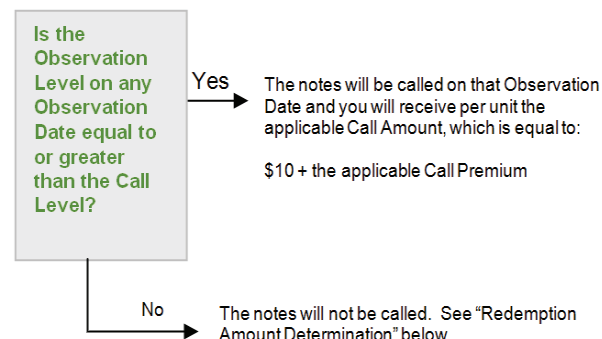 Is the
Observation
Level on any
Observation
Date equal to
or greater
than the Call
Level?
Yes
The notes will be called on that Observation
Date and you will receive per unit the
applicable Call Amount, which is equal to:
$10 + the applicable Call Premium
No
The notes will not be called. See “Redemption
Amount Determination” below